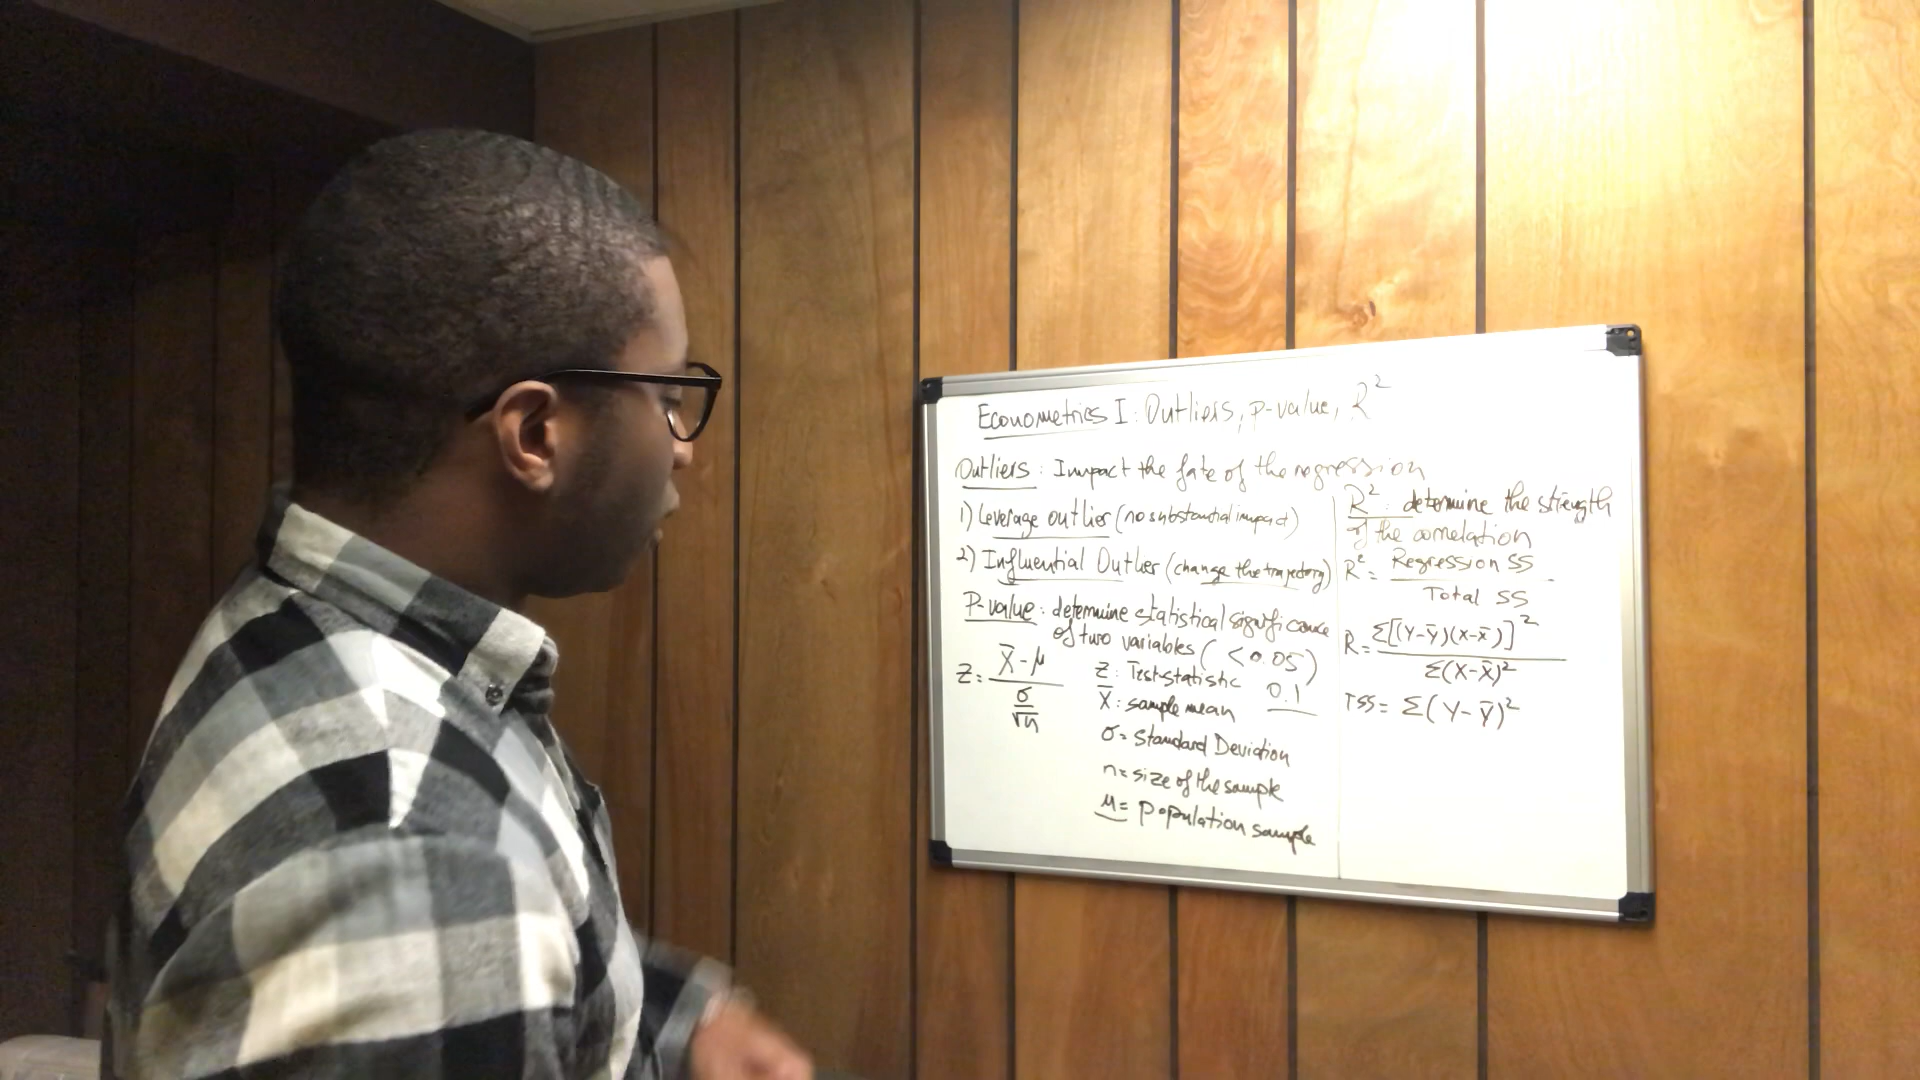 Econometrics I: Outliers, p-value, R²
Outliers: Impact the fate of the regression
1) Leverage outlier (no substantial impact)
2) Influential Outlier (change the trajectory)
P-value: determine statistical significance
of two variables (<0.05)
Z = X̄-μ / σ/√n
Z: Test statistic 0.1
X̄: sample mean
σ= Standard Deviation
n= size of the sample
μ= population sample
R²: determine the strength
of the correlation
R² = Regression SS / Total SS
R = Σ[(Y-ȳ)(X-x̄)]² / Σ(X-X̄)²
TSS = Σ(Y-ȳ)²